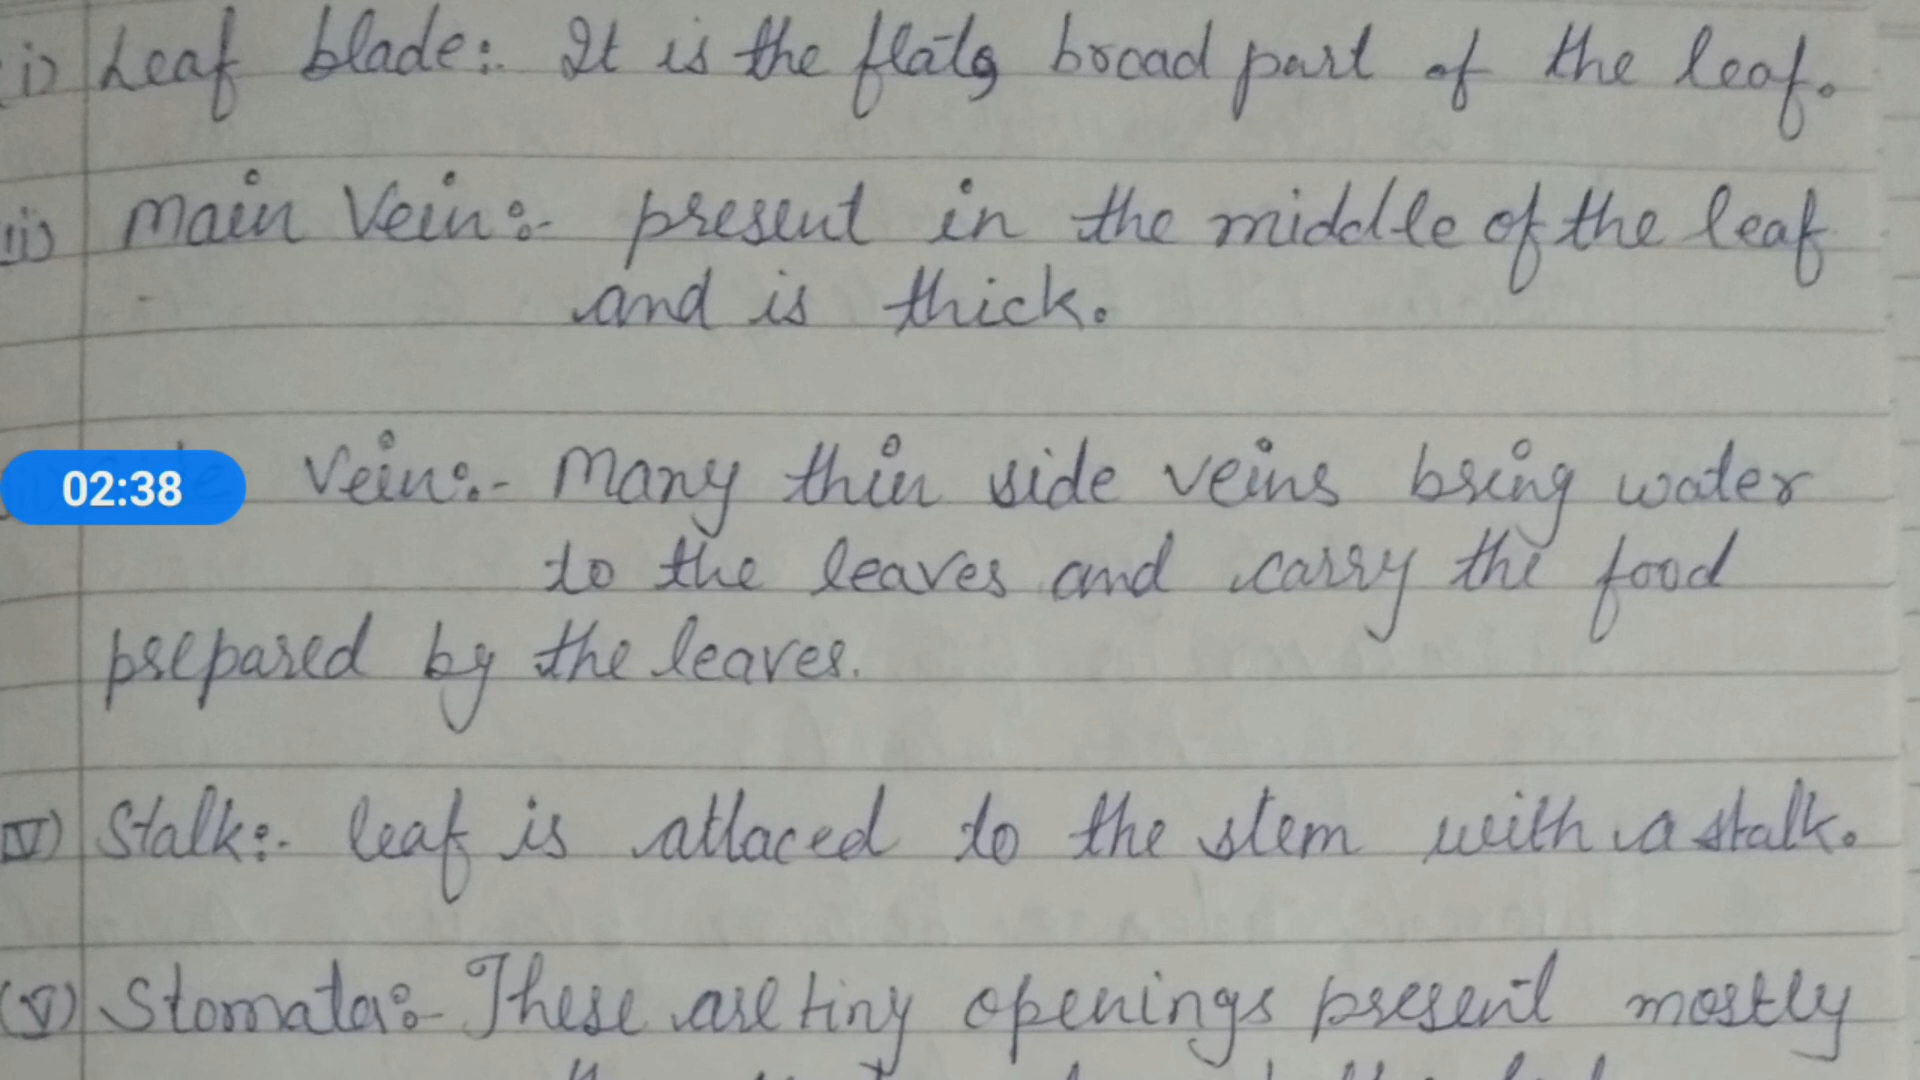 i) Leaf blade:- It is the flat & broad part of the leaf.
ii) Main Vein:- present in the middle of the leaf
and is thick.
02:38
Vein:- Many thin side veins bring water
to the leaves and carry the food
prepared by the leaves.
IV) Stalk:- leaf is attaced to the stem with a stalk.
(V) Stomata:- These are tiny openings present mostly